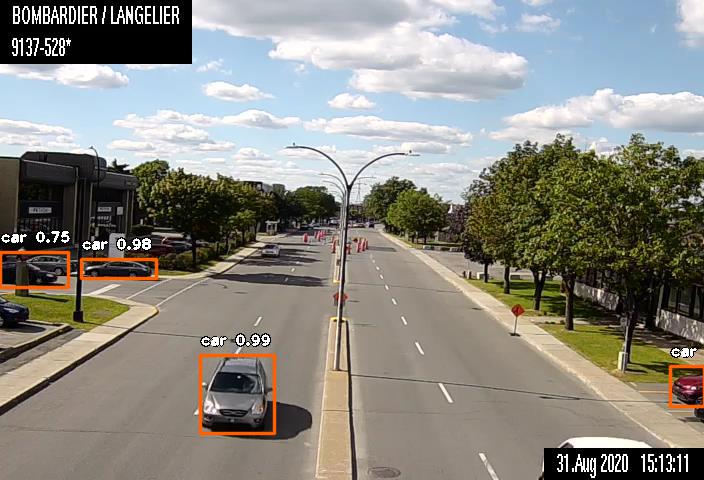 BOMBARDIER / LANGELIER
9137-528*
car 0.75
car 0.98
car 0.99
car
31.Aug 2020 15:13:11